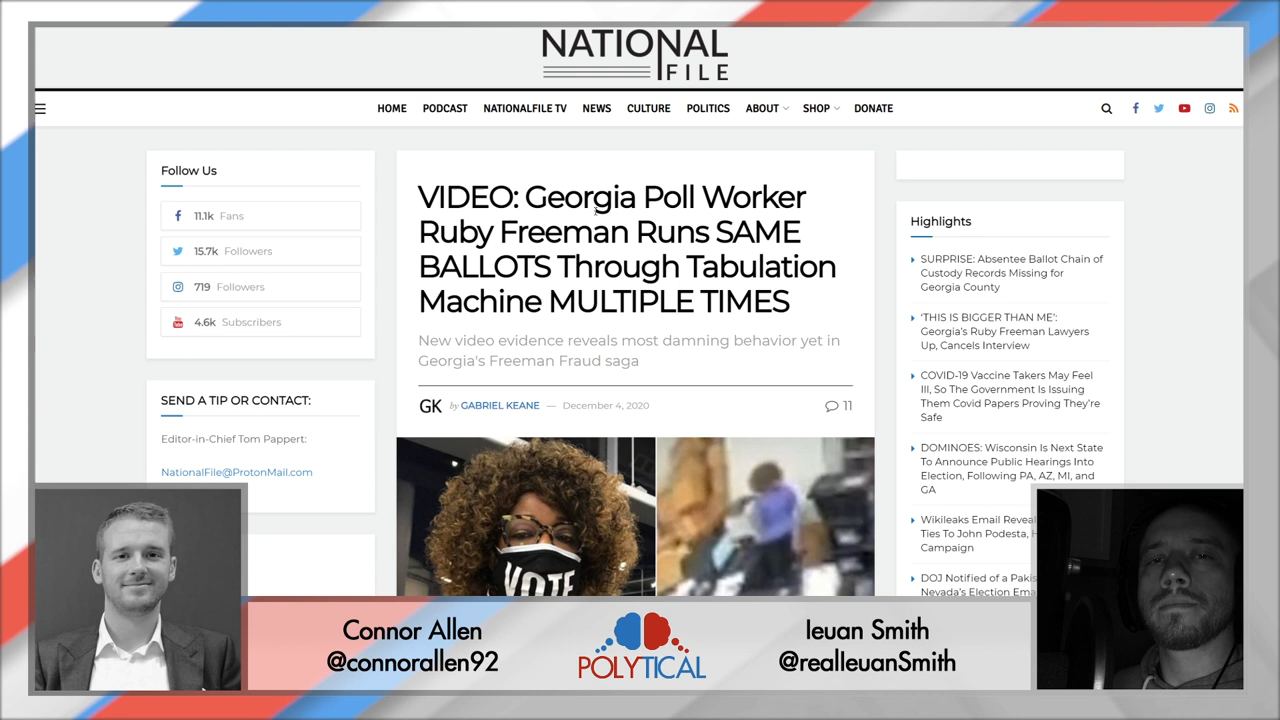 NATIONAL
FILE
HOME PODCAST NATIONALFILE TV NEWS CULTURE POLITICS ABOUT SHOP DONATE
Follow Us
11.1k Fans
15.7k Followers
719 Followers
4.6k Subscribers
SEND A TIP OR CONTACT:
Editor-in-Chief Tom Pappert:
NationalFile@ProtonMail.com
VIDEO: Georgia Poll Worker
Ruby Freeman Runs SAME
BALLOTS Through Tabulation
Machine MULTIPLE TIMES
New video evidence reveals most damning behavior yet in
Georgia's Freeman Fraud saga
GK by GABRIEL KEANE — December 4, 2020 11
VOTE
Highlights
SURPRISE: Absentee Ballot Chain of
Custody Records Missing for
Georgia County
‘THIS IS BIGGER THAN ME’:
Georgia’s Ruby Freeman Lawyers
Up, Cancels Interview
COVID-19 Vaccine Takers May Feel
Ill, So The Government Is Issuing
Them Covid Papers Proving They’re
Safe
DOMINOES: Wisconsin Is Next State
To Announce Public Hearings Into
Election, Following PA, AZ, MI, and
GA
Wikileaks Email Reveal
Ties To John Podesta,
Campaign
DOJ Notified of a Pakis
Nevada’s Election Ema
Connor Allen
@connorallen92
POLYTICAL
Ieuan Smith
@realIeuanSmith